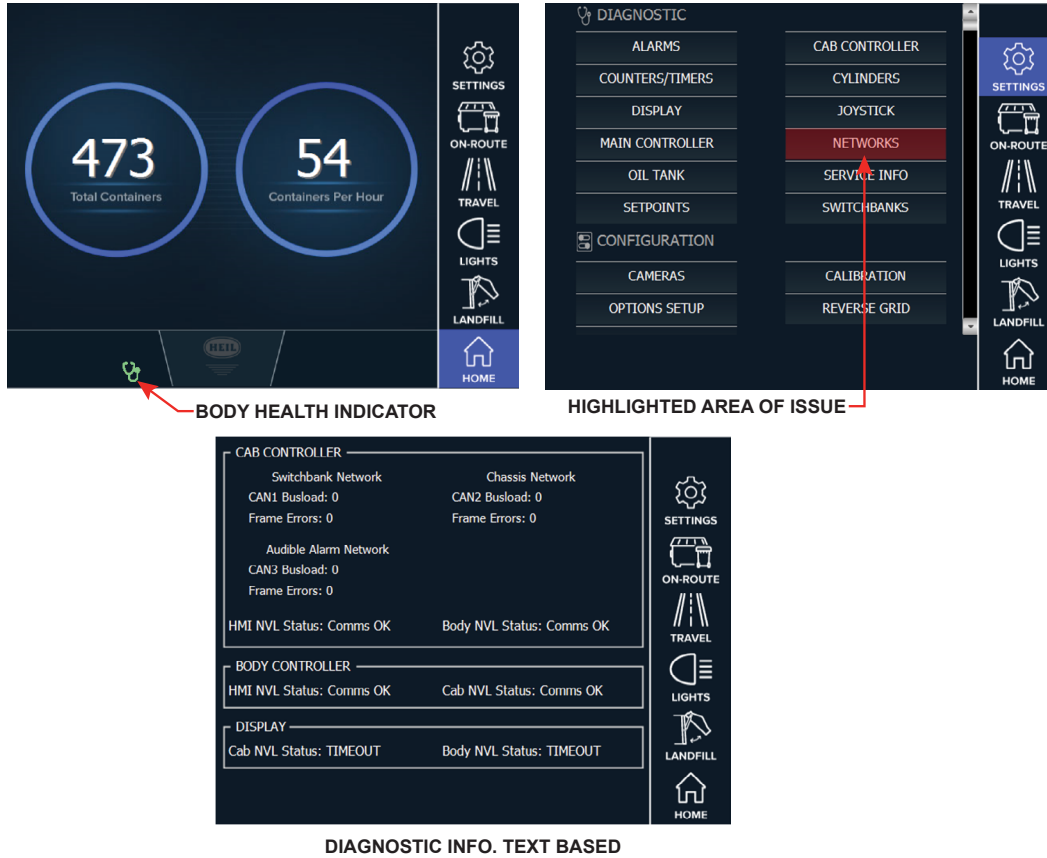 473
Total Containers
54
Containers Per Hour
HEIL
SETTINGS
ON-ROUTE
TRAVEL
LIGHTS
LANDFILL
HOME
BODY HEALTH INDICATOR
DIAGNOSTIC
ALARMS
CAB CONTROLLER
COUNTERS/TIMERS
CYLINDERS
DISPLAY
JOYSTICK
MAIN CONTROLLER
NETWORKS
OIL TANK
SERVICE INFO
SETPOINTS
SWITCHBANKS
CONFIGURATION
CAMERAS
CALIBRATION
OPTIONS SETUP
REVERSE GRID
SETTINGS
ON-ROUTE
TRAVEL
LIGHTS
LANDFILL
HOME
HIGHLIGHTED AREA OF ISSUE
CAB CONTROLLER
Switchbank Network
Chassis Network
CAN1 Busload: 0
CAN2 Busload: 0
Frame Errors: 0
Frame Errors: 0
Audible Alarm Network
CAN3 Busload: 0
Frame Errors: 0
HMI NVL Status: Comms OK
Body NVL Status: Comms OK
BODY CONTROLLER
HMI NVL Status: Comms OK
Cab NVL Status: Comms OK
DISPLAY
Cab NVL Status: TIMEOUT
Body NVL Status: TIMEOUT
SETTINGS
ON-ROUTE
TRAVEL
LIGHTS
LANDFILL
HOME
DIAGNOSTIC INFO. TEXT BASED